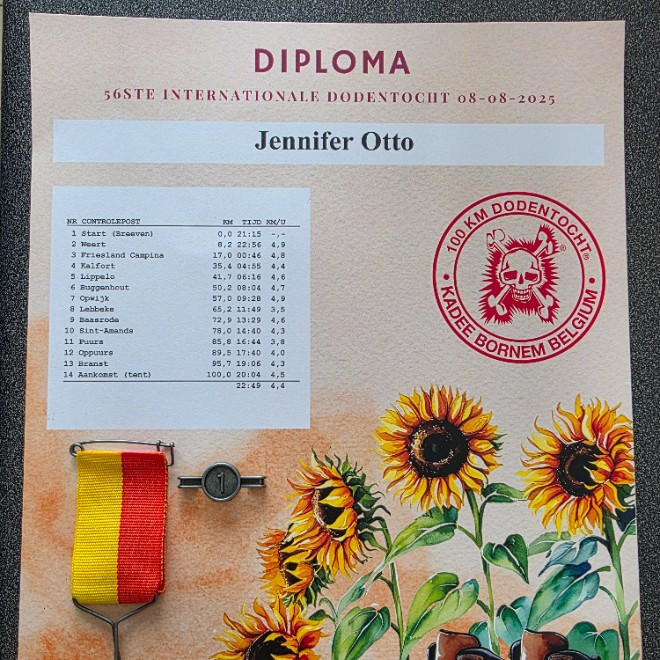 DIPLOMA
56STE INTERNATIONALE DODENTOCHT 08-08-2025
Jennifer Otto
NR CONTROLEPOST KM TIJD KM/U
1 Start (Breeven) 0,0 21:15 -,-
2 Weert 8,2 22:56 4,9
3 Friesland Campina 17,0 00:46 4,8
4 Kalfort 35,4 04:55 4,4
5 Lippelo 41,7 06:16 4,6
6 Buggenhout 50,2 08:04 4,7
7 Opwijk 57,0 09:28 4,9
8 Lebbeke 65,2 11:49 3,5
9 Baasrode 72,9 13:29 4,6
10 Sint-Amands 78,0 14:40 4,3
11 Puurs 85,8 16:44 3,8
12 Oppuurs 89,5 17:40 4,0
13 Branst 95,7 19:06 4,3
14 Aankomst (tent) 100,0 20:04 4,5
22:49 4,4
100 KM DODENTOCHT®
®
• KADEE BORNEM BELGIUM •
1